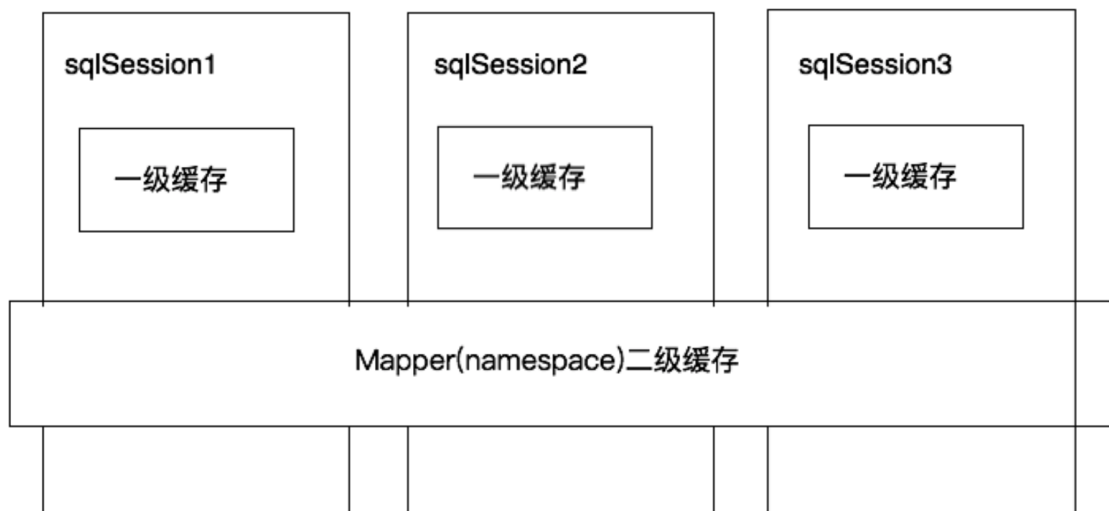 sqlSession1
sqlSession2
sqlSession3
一级缓存
一级缓存
一级缓存
Mapper(namespace)二级缓存